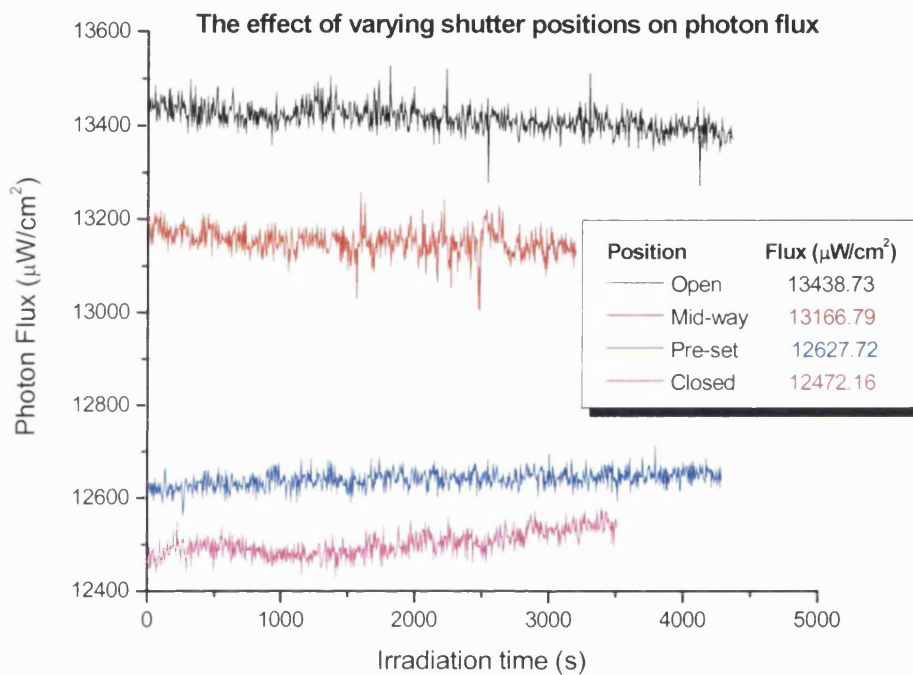 The effect of varying shutter positions on photon flux
13600
13400
13200
13000
12800
12600
12400
Photon Flux (μW/cm²)
0 1000 2000 3000 4000 5000
Irradiation time (s)
Position Flux (μW/cm²)
Open 13438.73
Mid-way 13166.79
Pre-set 12627.72
Closed 12472.16